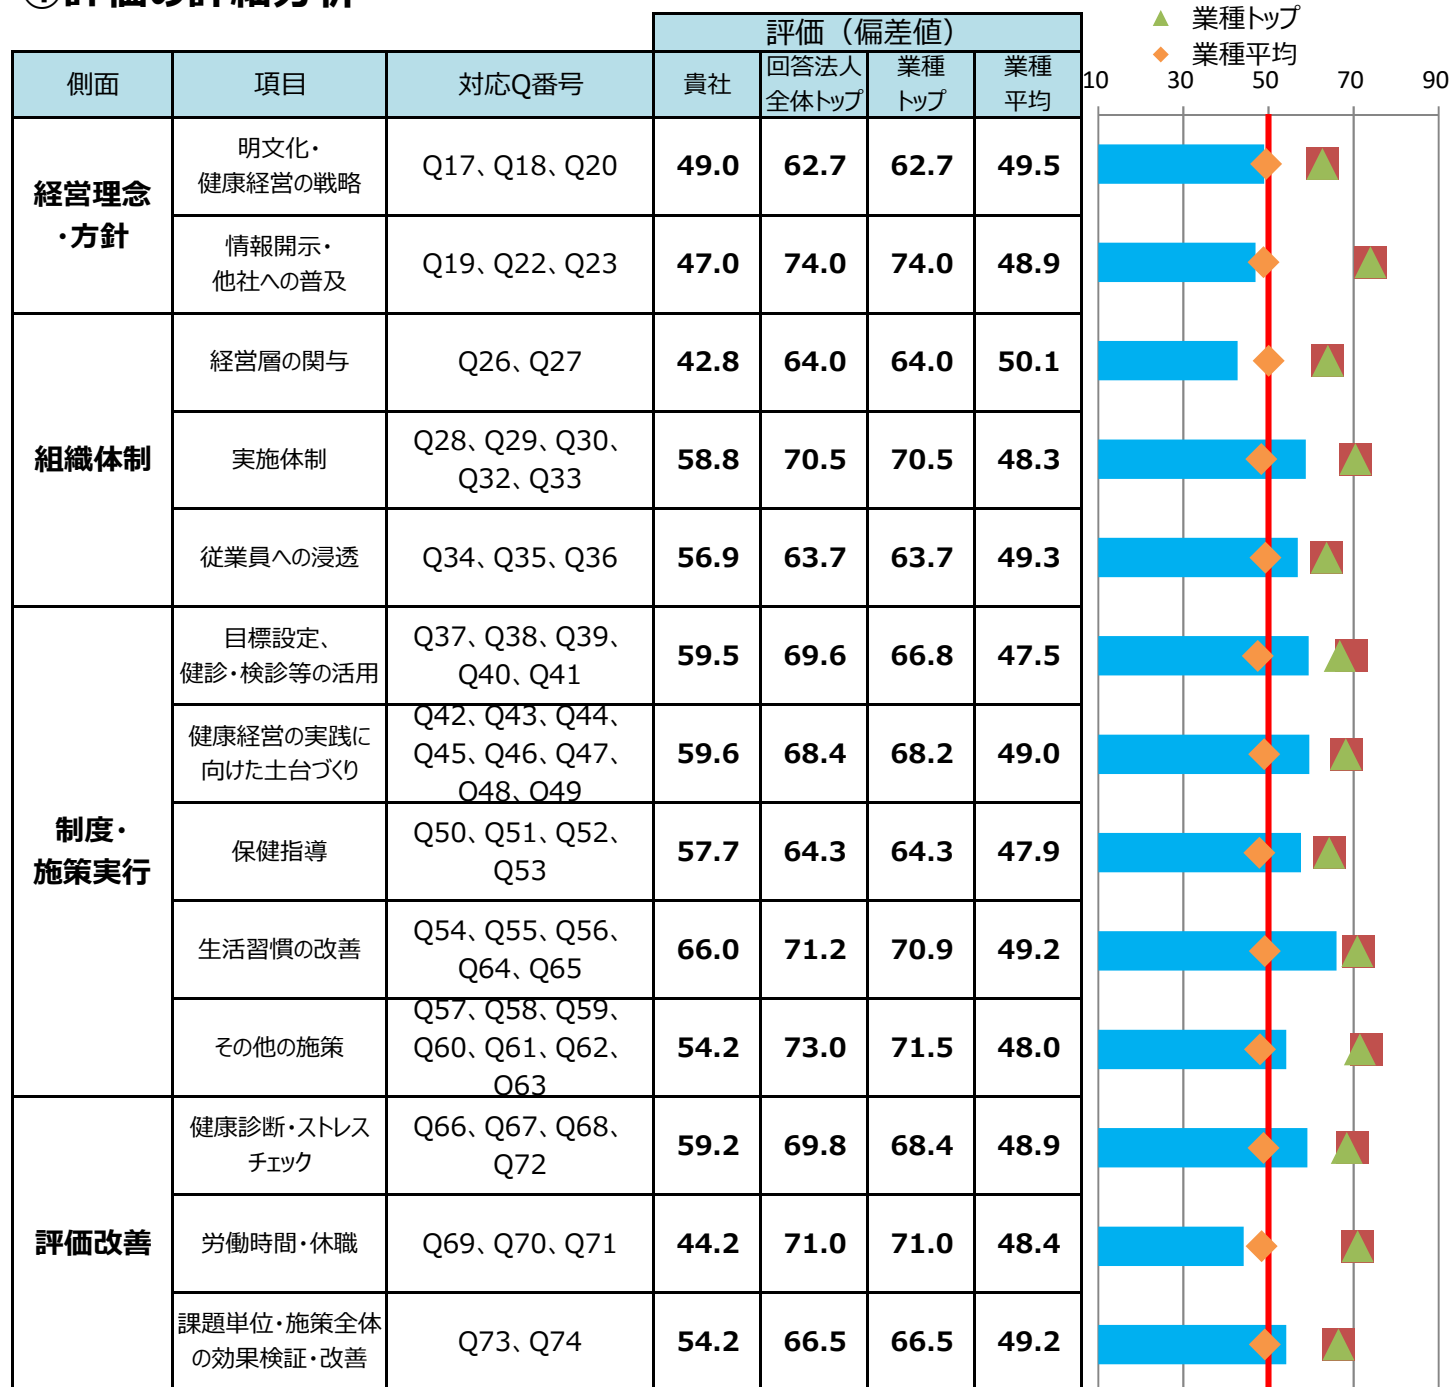 ①評価の詳細分析
▲ 業種トップ
◆ 業種平均
評価（偏差値）
側面 項目 対応Q番号 貴社 回答法人全体トップ 業種トップ 業種平均
10 30 50 70 90
経営理念・方針
明文化・
健康経営の戦略
Q17、Q18、Q20
49.0 62.7 62.7 49.5
情報開示・
他社への普及
Q19、Q22、Q23
47.0 74.0 74.0 48.9
組織体制
経営層の関与
Q26、Q27
42.8 64.0 64.0 50.1
実施体制
Q28、Q29、Q30、
Q32、Q33
58.8 70.5 70.5 48.3
従業員への浸透
Q34、Q35、Q36
56.9 63.7 63.7 49.3
制度・
施策実行
目標設定、
健診・検診等の活用
Q37、Q38、Q39、
Q40、Q41
59.5 69.6 66.8 47.5
健康経営の実践に
向けた土台づくり
Q42、Q43、Q44、
Q45、Q46、Q47、
Q48、Q49
59.6 68.4 68.2 49.0
保健指導
Q50、Q51、Q52、
Q53
57.7 64.3 64.3 47.9
生活習慣の改善
Q54、Q55、Q56、
Q64、Q65
66.0 71.2 70.9 49.2
その他の施策
Q57、Q58、Q59、
Q60、Q61、Q62、
Q63
54.2 73.0 71.5 48.0
評価改善
健康診断・ストレス
チェック
Q66、Q67、Q68、
Q72
59.2 69.8 68.4 48.9
労働時間・休職
Q69、Q70、Q71
44.2 71.0 71.0 48.4
課題単位・施策全体
の効果検証・改善
Q73、Q74
54.2 66.5 66.5 49.2